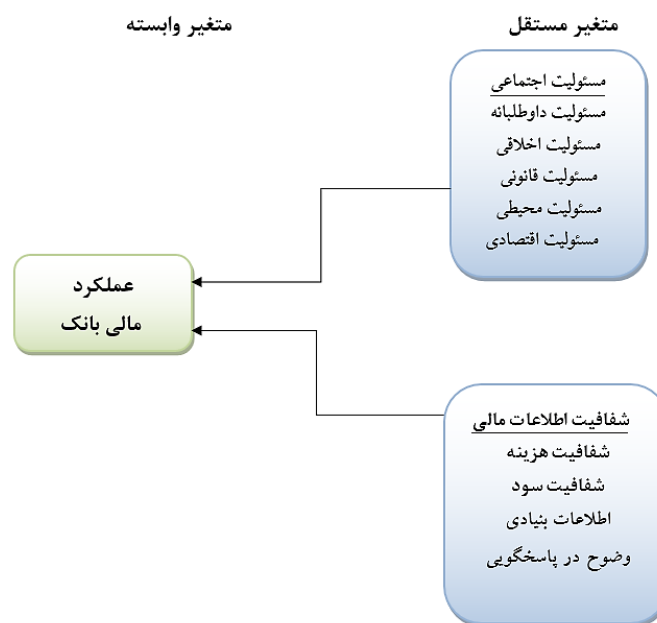 متغیر مستقل
متغیر وابسته
مسئولیت اجتماعی
مسئولیت داوطلبانه
مسئولیت اخلاقی
مسئولیت قانونی
مسئولیت محیطی
مسئولیت اقتصادی
عملکرد
مالی بانک
شفافیت اطلاعات مالی
شفافیت هزینه
شفافیت سود
اطلاعات بنیادی
وضوح در پاسخگویی